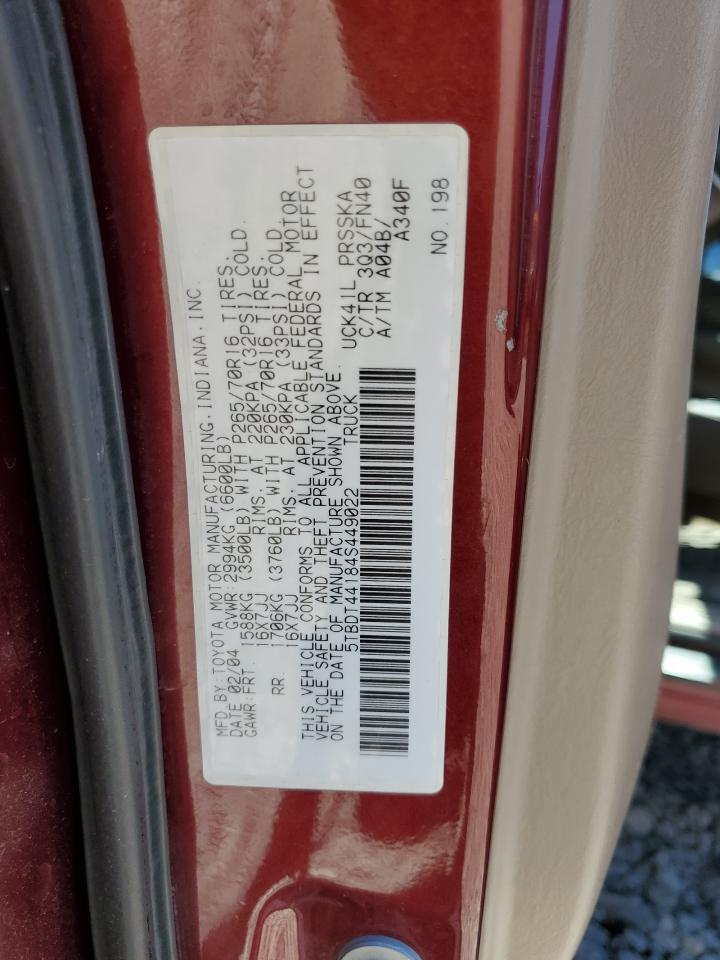 MFD.BY:TOYOTA MOTOR MANUFACTURING,INDIANA,INC.
DATE 02/04 GVWR:2994KG (6600LB)
GAWR:FRT. 1588KG (3500LB) WITH P265/70R16 TIRES,
16X7JJ RIMS, AT 220KPA (32PSI) COLD.
RR. 1706KG (3760LB) WITH P265/70R16 TIRES,
16X7JJ RIMS, AT 230KPA (33PSI) COLD.
THIS VEHICLE CONFORMS TO ALL APPLICABLE FEDERAL MOTOR
VEHICLE SAFETY AND THEFT PREVENTION STANDARDS IN EFFECT
ON THE DATE OF MANUFACTURE SHOWN ABOVE.
5TBDT44184S449022 TRUCK
UCK41L PRSSKA
C/TR 3Q3/FN40
A/TM A04B/
A340F
NO.198